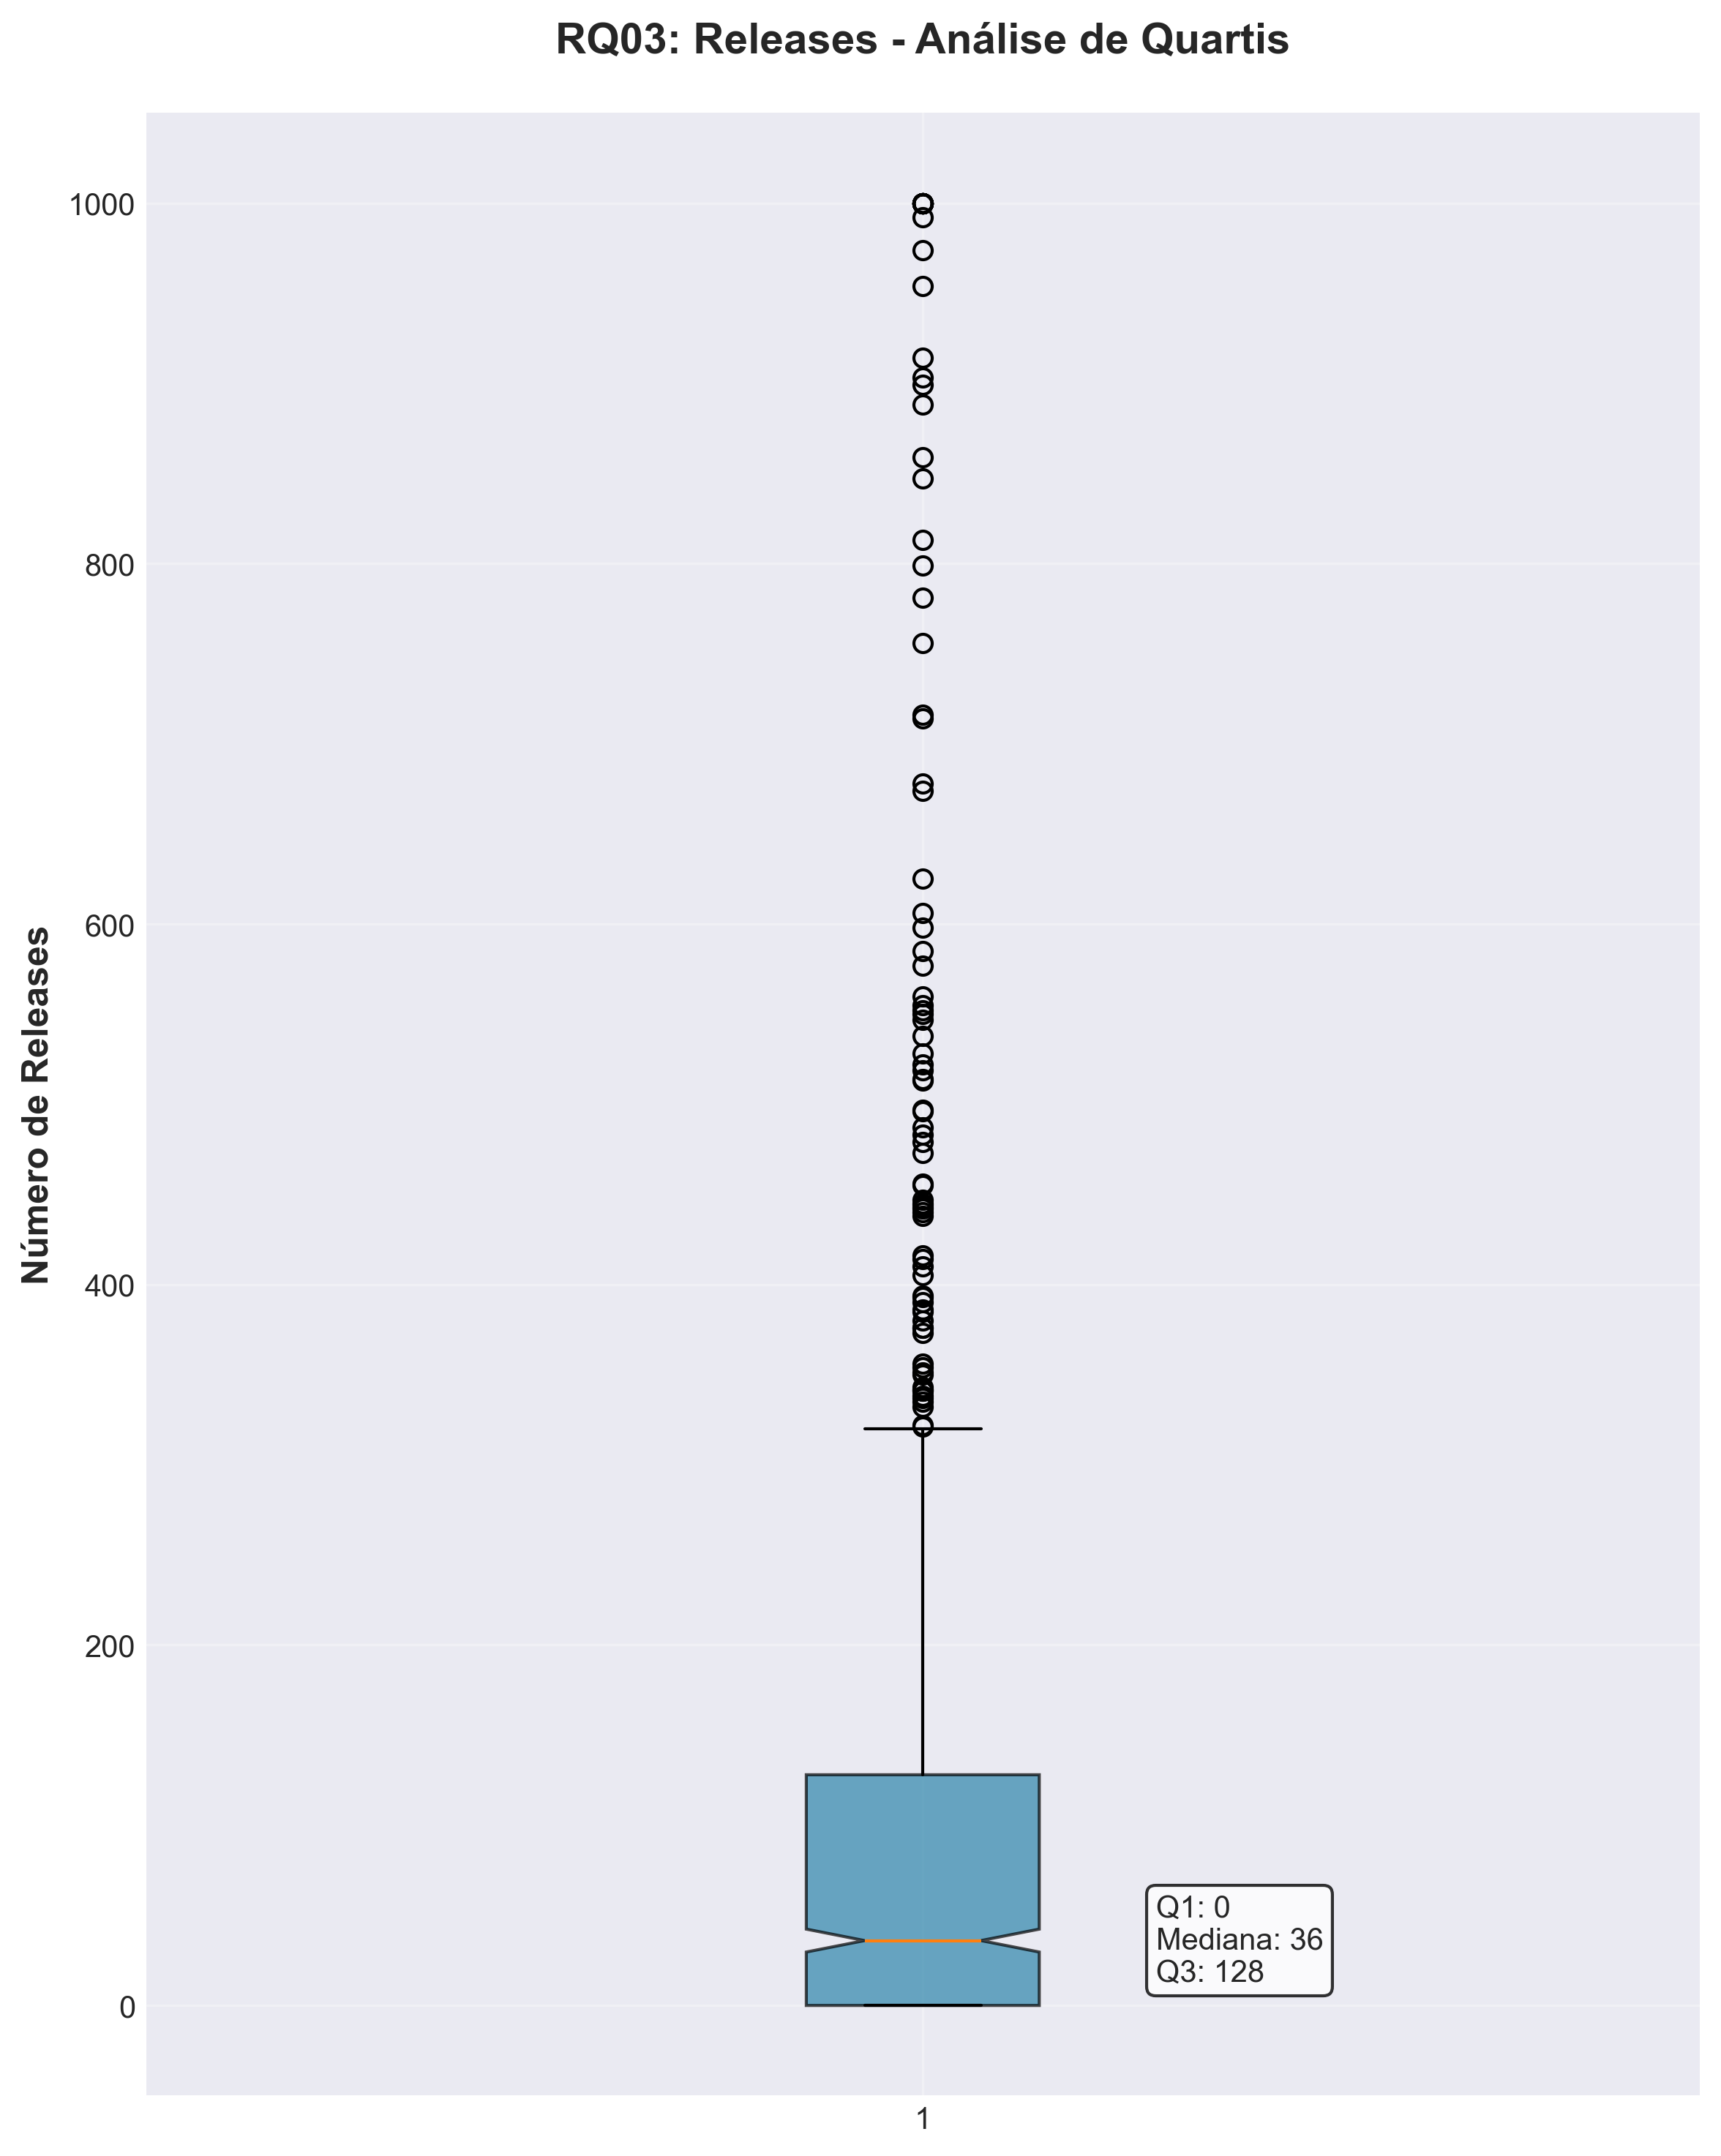 RQ03: Releases - Análise de Quartis
Número de Releases
1000
800
600
400
200
0
Q1: 0
Mediana: 36
Q3: 128
1